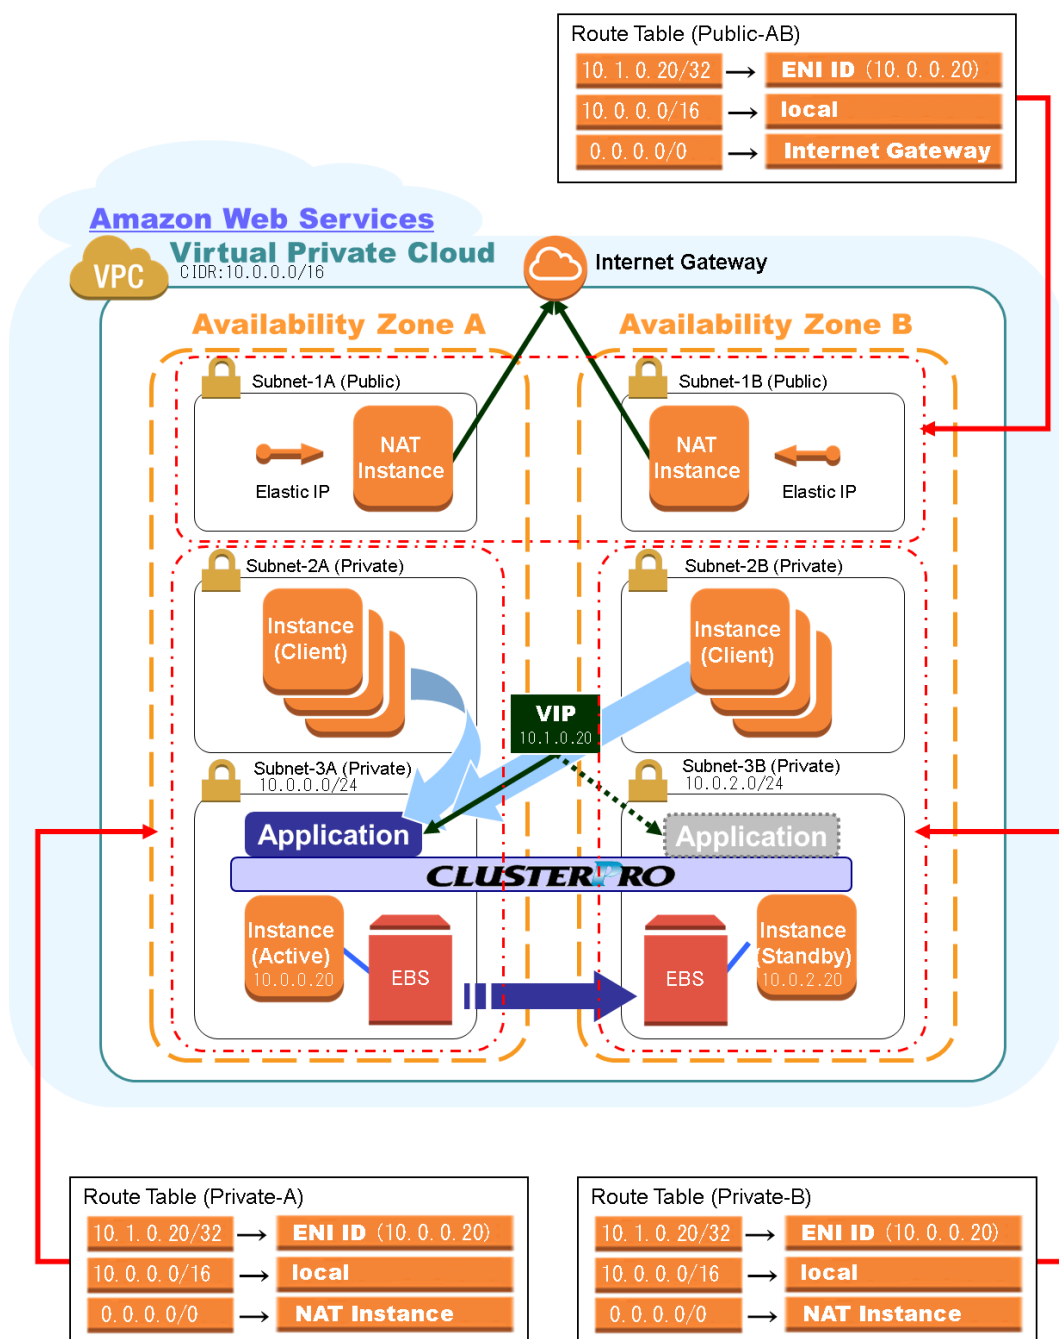 Route Table (Public-AB)
10.1.0.20/32 → ENI ID (10.0.0.20)
10.0.0.0/16 → local
0.0.0.0/0 → Internet Gateway
Amazon Web Services
Virtual Private Cloud
VPC
CIDR:10.0.0.0/16
Internet Gateway
Availability Zone A
Availability Zone B
Subnet-1A (Public)
Subnet-1B (Public)
NAT
Instance
Elastic IP
NAT
Instance
Elastic IP
Subnet-2A (Private)
Subnet-2B (Private)
Instance
(Client)
Instance
(Client)
VIP
10.1.0.20
Subnet-3A (Private)
10.0.0.0/24
Subnet-3B (Private)
10.0.2.0/24
Application
Application
CLUSTERPRO
Instance
(Active)
10.0.0.20
EBS
EBS
Instance
(Standby)
10.0.2.20
Route Table (Private-A)
10.1.0.20/32 → ENI ID (10.0.0.20)
10.0.0.0/16 → local
0.0.0.0/0 → NAT Instance
Route Table (Private-B)
10.1.0.20/32 → ENI ID (10.0.0.20)
10.0.0.0/16 → local
0.0.0.0/0 → NAT Instance